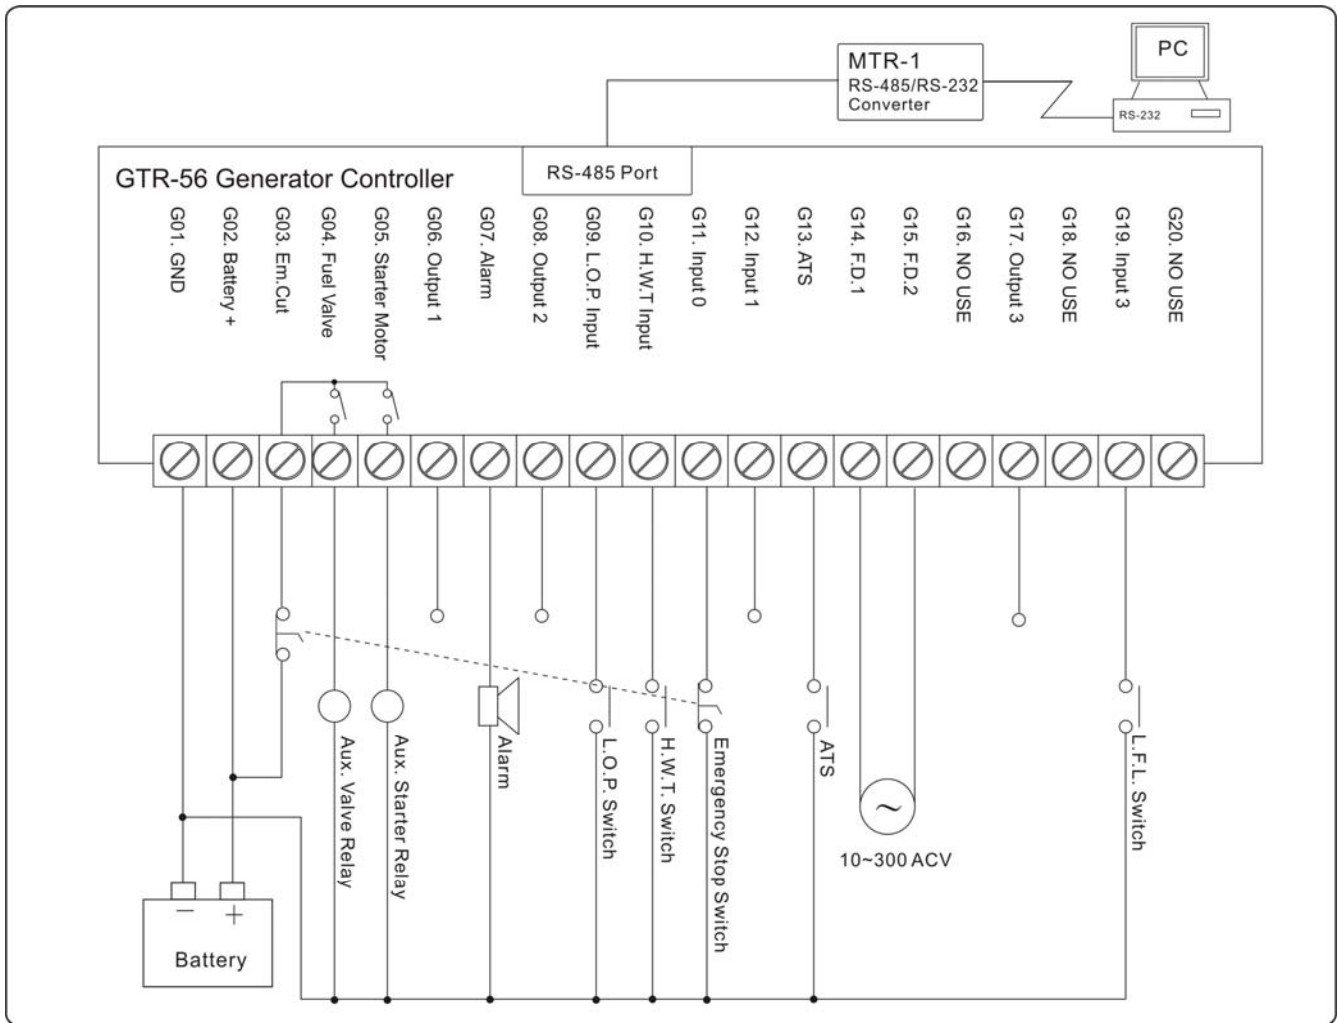 PC
MTR-1
RS-485/RS-232
Converter
RS-232
RS-485 Port
GTR-56 Generator Controller
G01. GND
G02. Battery +
G03. Em.Cut
G04. Fuel Valve
G05. Starter Motor
G06. Output 1
G07. Alarm
G08. Output 2
G09. L.O.P. Input
G10. H.W.T Input
G11. Input 0
G12. Input 1
G13. ATS
G14. F.D.1
G15. F.D.2
G16. NO USE
G17. Output 3
G18. NO USE
G19. Input 3
G20. NO USE
Aux. Valve Relay
Aux. Starter Relay
Alarm
L.O.P. Switch
H.W.T. Switch
Emergency Stop Switch
ATS
~
10~300 ACV
L.F.L. Switch
− +
Battery